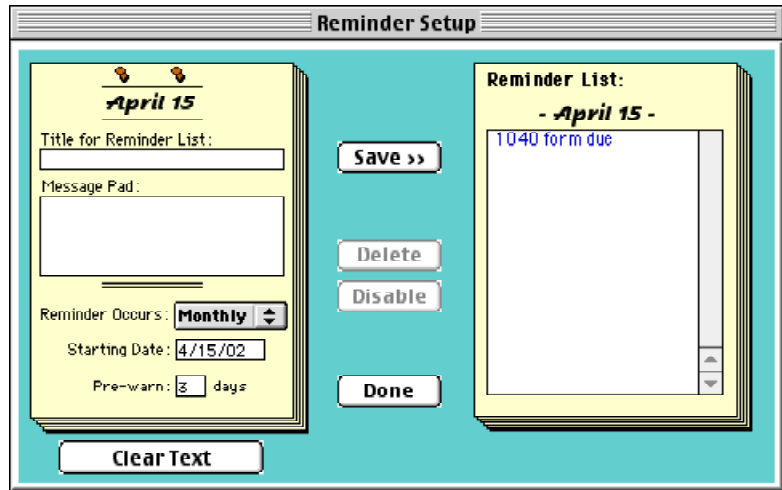 Reminder Setup
April 15
Title for Reminder List:
Message Pad:
Reminder Occurs: Monthly
Starting Date: 4/15/02
Pre-warn: 3 days
Clear Text
Save >>
Delete
Disable
Done
Reminder List:
- April 15 -
1040 form due